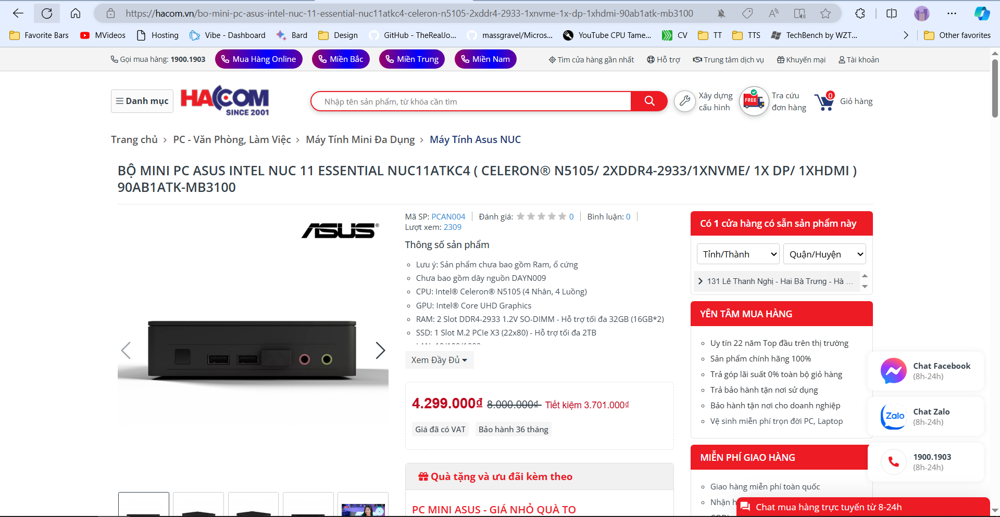 https://hacom.vn/bo-mini-pc-asus-intel-nuc-11-essential-nuc11atkc4-celeron-n5105-2xddr4-2933-1xnvme-1x-dp-1xhdmi-90ab1atk-mb3100
Favorite Bars MVideos Hosting Vibe - Dashboard Bard Design GitHub - TheRealJo... massgravel/Micros... YouTube CPU Tame... CV TT TTS TechBench by WZT... Other favorites
Gọi mua hàng: 1900.1903 Mua Hàng Online Miền Bắc Miền Trung Miền Nam Tìm cửa hàng gần nhất Hỗ trợ Trung tâm dịch vụ Khuyến mại Tài khoản
Danh mục HACOM SINCE 2001 Nhập tên sản phẩm, từ khóa cần tìm Xây dựng cấu hình FREE Tra cứu đơn hàng 0 Giỏ hàng
Trang chủ › PC - Văn Phòng, Làm Việc › Máy Tính Mini Đa Dụng › Máy Tính Asus NUC
BỘ MINI PC ASUS INTEL NUC 11 ESSENTIAL NUC11ATKC4 ( CELERON® N5105/ 2XDDR4-2933/1XNVME/ 1X DP/ 1XHDMI )
90AB1ATK-MB3100
ASUS®
Mã SP: PCAN004 Đánh giá: 0 Bình luận: 0
Lượt xem: 2309
Thông số sản phẩm
Lưu ý: Sản phẩm chưa bao gồm Ram, ổ cứng
Chưa bao gồm dây nguồn DAYN009
CPU: Intel® Celeron® N5105 (4 Nhân, 4 Luồng)
GPU: Intel® Core UHD Graphics
RAM: 2 Slot DDR4-2933 1.2V SO-DIMM - Hỗ trợ tối đa 32GB (16GB*2)
SSD: 1 Slot M.2 PCIe X3 (22x80) - Hỗ trợ tối đa 2TB
Xem Đầy Đủ
4.299.000₫ 8.000.000₫ Tiết kiệm 3.701.000₫
Giá đã có VAT Bảo hành 36 tháng
Quà tặng và ưu đãi kèm theo
PC MINI ASUS - GIÁ NHỎ QUÀ TO
Có 1 cửa hàng có sẵn sản phẩm này
Tỉnh/Thành Quận/Huyện
131 Lê Thanh Nghị - Hai Bà Trưng - Hà ...
YÊN TÂM MUA HÀNG
Uy tín 22 năm Top đầu trên thị trường
Sản phẩm chính hãng 100%
Trả góp lãi suất 0% toàn bộ giỏ hàng
Trả bảo hành tận nơi sử dụng
Bảo hành tận nơi cho doanh nghiệp
Vệ sinh miễn phí trọn đời PC, Laptop
MIỄN PHÍ GIAO HÀNG
Giao hàng miễn phí toàn quốc
Nhận
Chat Facebook
(8h-24h)
Zalo Chat Zalo
(8h-24h)
1900.1903
(8h-24h)
Chat mua hàng trực tuyến từ 8-24h